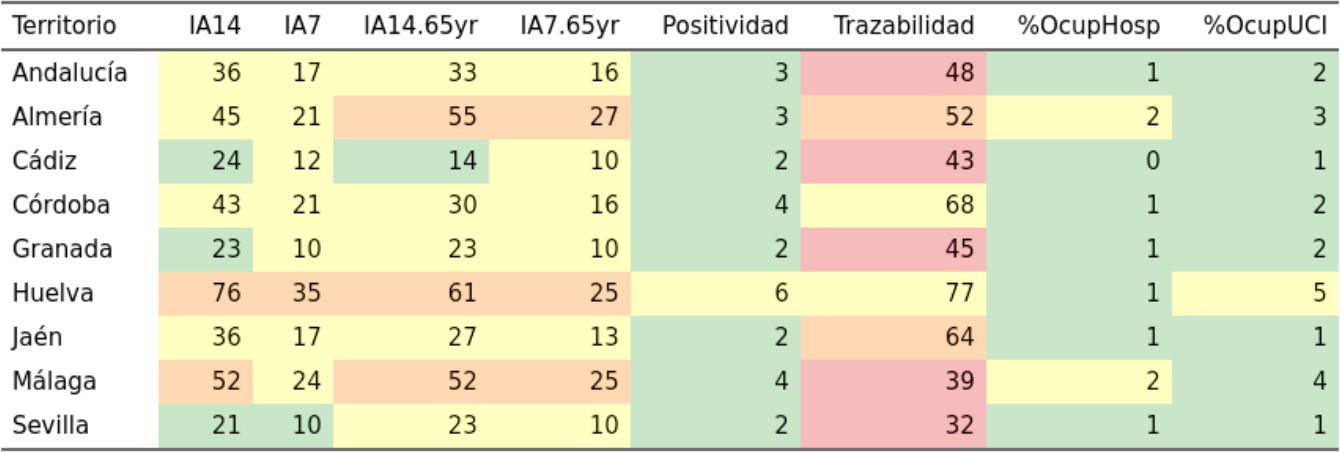 Territorio IA14 IA7 IA14.65yr IA7.65yr Positividad Trazabilidad %OcupHosp %OcupUCI
Andalucía 36 17 33 16 3 48 1 2
Almería 45 21 55 27 3 52 2 3
Cádiz 24 12 14 10 2 43 0 1
Córdoba 43 21 30 16 4 68 1 2
Granada 23 10 23 10 2 45 1 2
Huelva 76 35 61 25 6 77 1 5
Jaén 36 17 27 13 2 64 1 1
Málaga 52 24 52 25 4 39 2 4
Sevilla 21 10 23 10 2 32 1 1